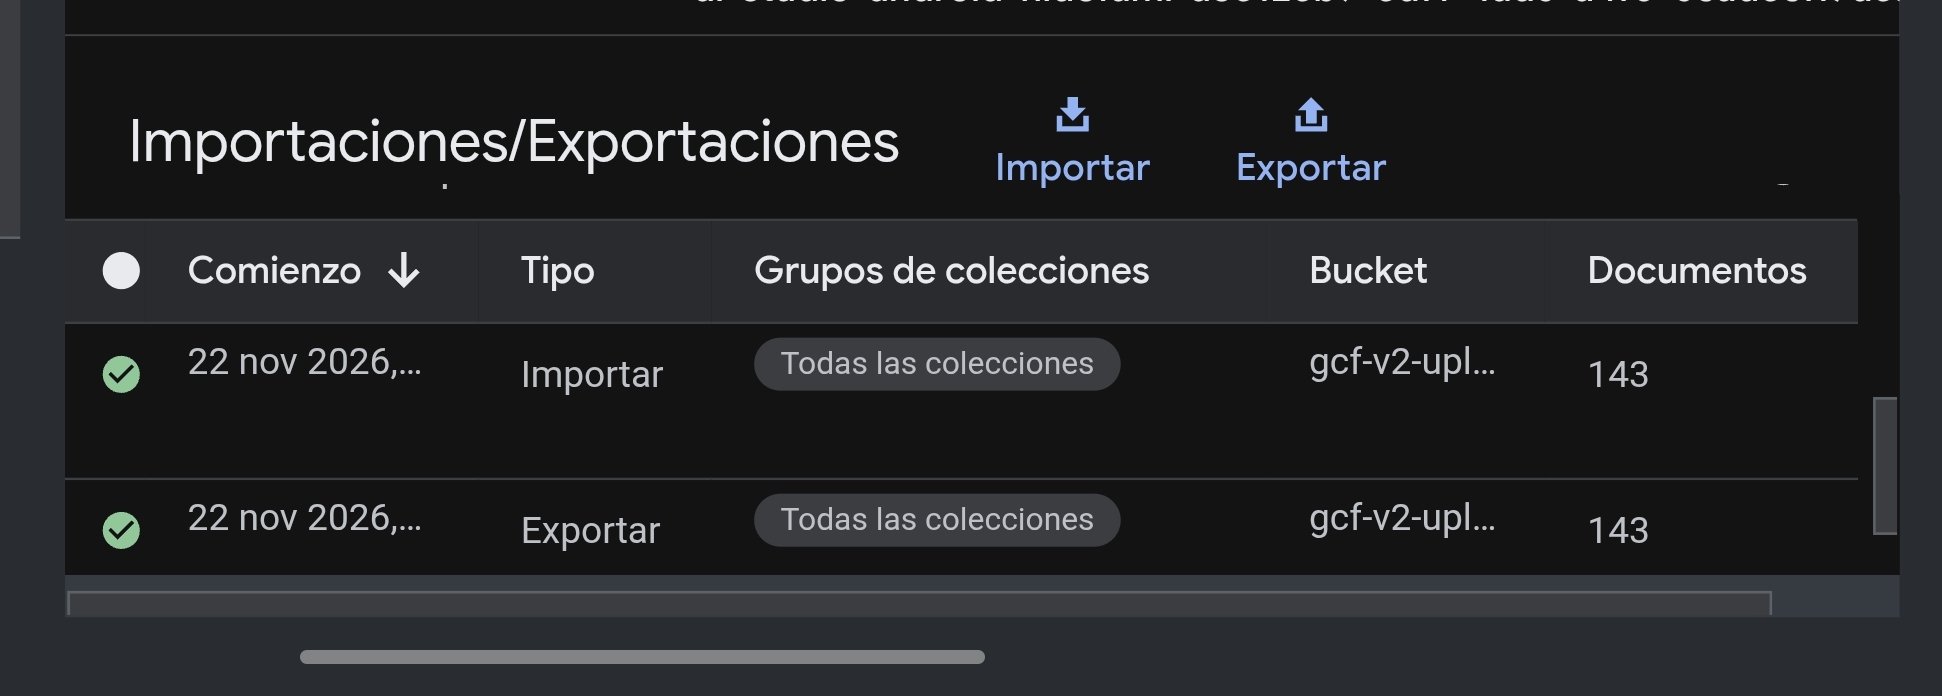 Importaciones/Exportaciones
Importar
Exportar
Comienzo Tipo Grupos de colecciones Bucket Documentos
22 nov 2026,... Importar Todas las colecciones gcf-v2-upl... 143
22 nov 2026,... Exportar Todas las colecciones gcf-v2-upl... 143